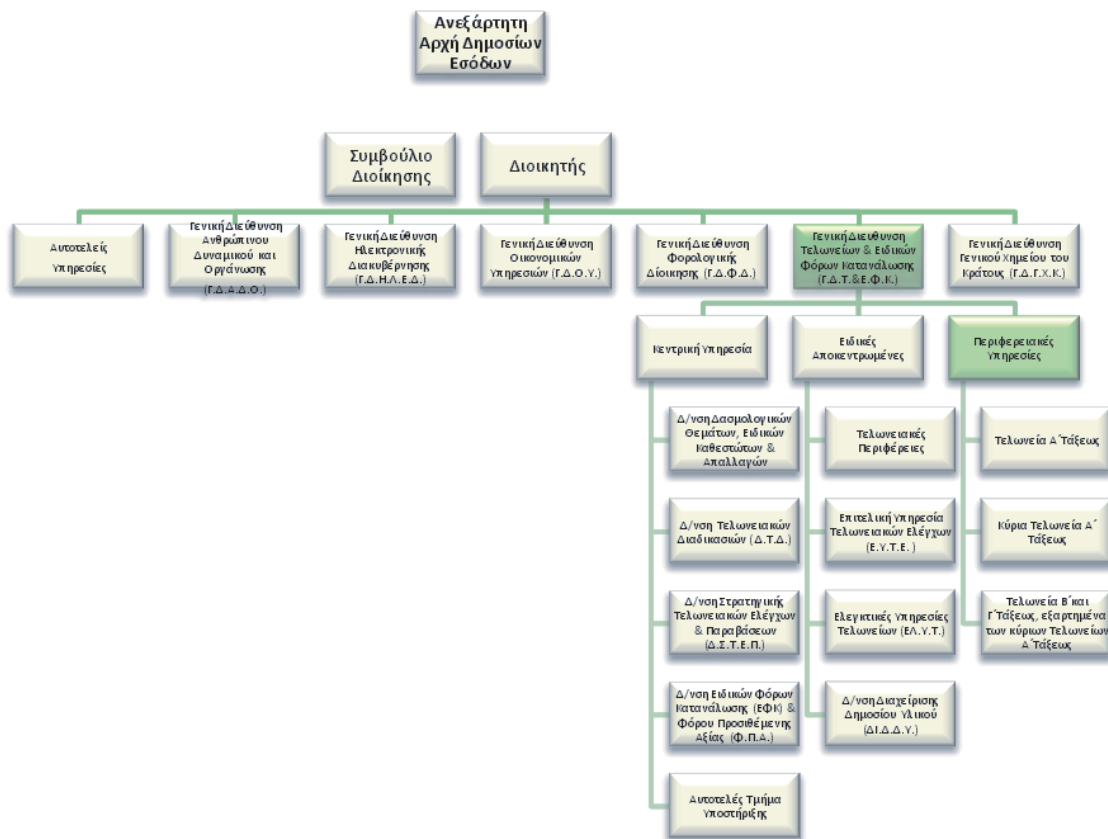 Ανεξάρτητη
Αρχή Δημοσίων
Εσόδων
Συμβούλιο
Διοίκησης
Διοικητής
Αυτοτελείς
Υπηρεσίες
Γενική Διεύθυνση
Ανθρώπινου
Δυναμικού και
Οργάνωσης
(Γ.Δ.Α.Δ.Ο.)
Γενική Διεύθυνση
Ηλεκτρονικής
Διακυβέρνησης
(Γ.Δ.Η.Λ.Ε.Δ.)
Γενική Διεύθυνση
Οικονομικών
Υπηρεσιών (Γ.Δ.Ο.Υ.)
Γενική Διεύθυνση
Φορολογικής
Δίοικησης (Γ.Δ.Φ.Δ.)
Γενική Διευθυνση
Τελωνείων & Ειδικών
Φόρων Κατανάλωσης
(Γ.Δ.Τ.&Ε.Φ.Κ.)
Γενική Διεύθυνση
Γενικού Χημείου του
Κράτους (Γ.Δ.Γ.Χ.Κ.)
Κεντρική Υπηρεσία
Ειδικές
Αποκεντρωμένες
Περιφερειακές
Υπηρεσίες
Δ/νση Δασμολογικών
Θεμάτων, Ειδικών
Καθεστώτων &
Απαλλαγών
Τελωνειακές
Περιφέρειες
Τελωνεία Α΄Τάξεως
Δ/νση Τελωνειακών
Διαδικασιών (Δ.Τ.Δ.)
Επιτελική Υπηρεσία
Τελωνειακών Ελέγχων
(Ε.Υ.Τ.Ε.)
Κύρια Τελωνεία Α΄
Τάξεως
Δ/νση Στρατηγικής
Τελωνειακών Ελέγχων
& Παραβάσεων
(Δ.Σ.Τ.Ε.Π.)
Ελεγκτικές Υπηρεσίες
Τελωνείων (ΕΛ.Υ.Τ.)
Τελωνεία Β΄ και
Γ΄Τάξεως, εξαρτημένα
των κύριων Τελωνείων
Α΄Τάξεως
Δ/νση Ειδικών Φόρων
Κατανάλωσης (ΕΦΚ) &
Φόρου Προσιθέμενης
Αξίας (Φ.Π.Α.)
Δ/νση Διαχείρισης
Δημοσίου Υλικού
(ΔΙ.Δ.Δ.Υ.)
Αυτοτελές Τμήμα
Υποστήριξης